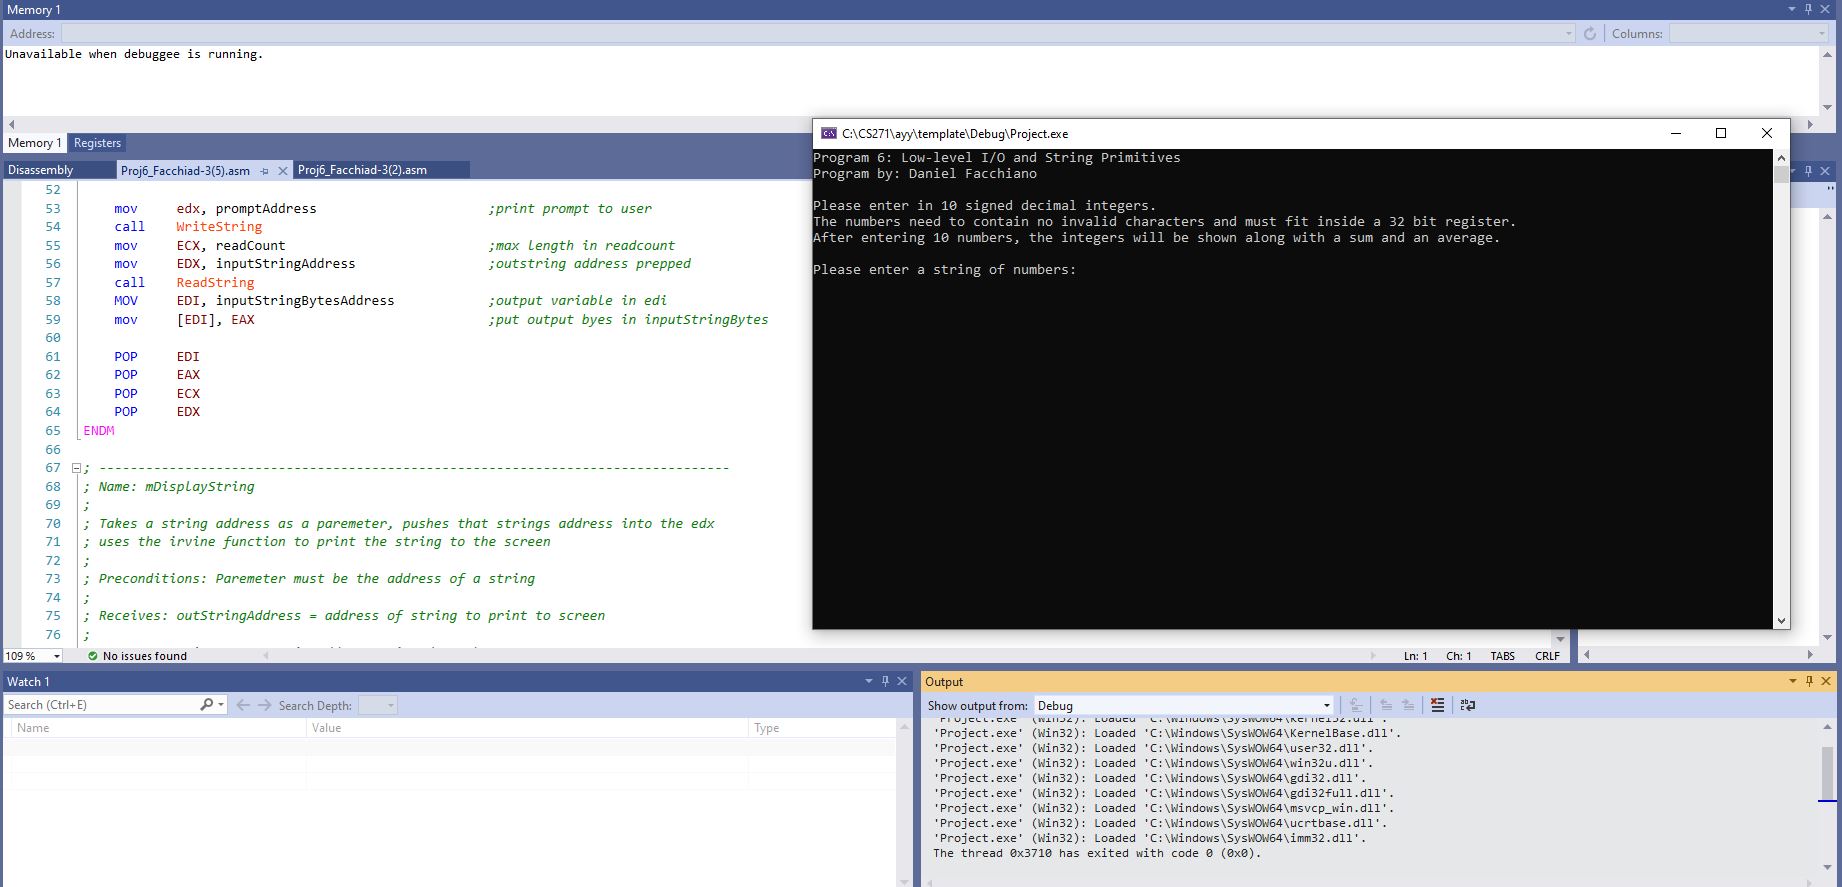 Memory 1
Address:
Columns:
Unavailable when debuggee is running.
Memory 1 Registers
Disassembly Proj6_Facchiad-3(5).asm Proj6_Facchiad-3(2).asm
52
53 mov edx, promptAddress ;print prompt to user
54 call WriteString
55 mov ECX, readCount ;max length in readcount
56 mov EDX, inputStringAddress ;outstring address prepped
57 call ReadString
58 MOV EDI, inputStringBytesAddress ;output variable in edi
59 mov [EDI], EAX ;put output byes in inputStringBytes
60
61 POP EDI
62 POP EAX
63 POP ECX
64 POP EDX
65 ENDM
66
67 ; ---------------------------------------------------------------------------------
68 ; Name: mDisplayString
69 ;
70 ; Takes a string address as a paremeter, pushes that strings address into the edx
71 ; uses the irvine function to print the string to the screen
72 ;
73 ; Preconditions: Paremeter must be the address of a string
74 ;
75 ; Receives: outStringAddress = address of string to print to screen
76 ;
109 % No issues found Ln: 1 Ch: 1 TABS CRLF
C:\CS271\ayy\template\Debug\Project.exe
Program 6: Low-level I/O and String Primitives
Program by: Daniel Facchiano
Please enter in 10 signed decimal integers.
The numbers need to contain no invalid characters and must fit inside a 32 bit register.
After entering 10 numbers, the integers will be shown along with a sum and an average.
Please enter a string of numbers:
Watch 1
Search (Ctrl+E) Search Depth:
Name Value Type
Output
Show output from: Debug
'Project.exe' (Win32): Loaded 'C:\Windows\SysWOW64\kernel32.dll'.
'Project.exe' (Win32): Loaded 'C:\Windows\SysWOW64\KernelBase.dll'.
'Project.exe' (Win32): Loaded 'C:\Windows\SysWOW64\user32.dll'.
'Project.exe' (Win32): Loaded 'C:\Windows\SysWOW64\win32u.dll'.
'Project.exe' (Win32): Loaded 'C:\Windows\SysWOW64\gdi32.dll'.
'Project.exe' (Win32): Loaded 'C:\Windows\SysWOW64\gdi32full.dll'.
'Project.exe' (Win32): Loaded 'C:\Windows\SysWOW64\msvcp_win.dll'.
'Project.exe' (Win32): Loaded 'C:\Windows\SysWOW64\ucrtbase.dll'.
'Project.exe' (Win32): Loaded 'C:\Windows\SysWOW64\imm32.dll'.
The thread 0x3710 has exited with code 0 (0x0).